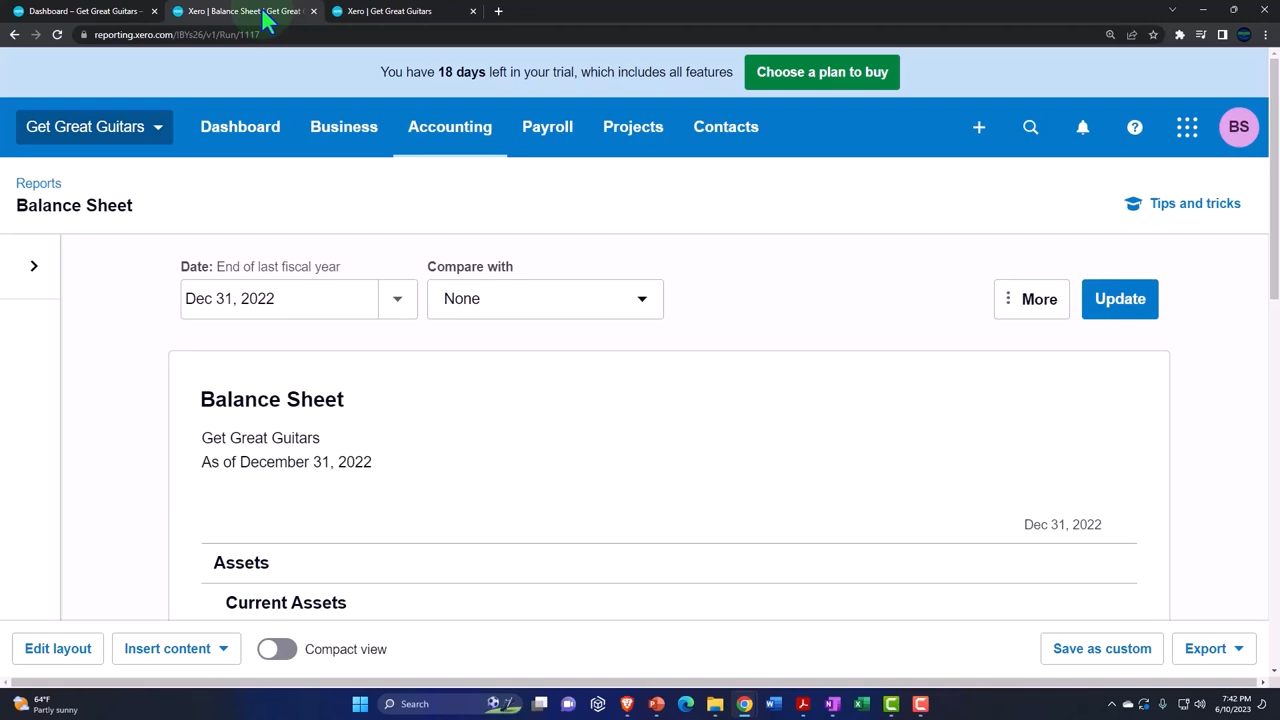 Dashboard – Get Great Guitars –
Xero | Balance Sheet | Get Great
Xero | Get Great Guitars
reporting.xero.com/!BYs26/v1/Run/1117
You have 18 days left in your trial, which includes all features
Choose a plan to buy
Get Great Guitars
Dashboard
Business
Accounting
Payroll
Projects
Contacts
BS
Reports
Balance Sheet
Tips and tricks
Date: End of last fiscal year
Compare with
Dec 31, 2022
None
More
Update
Balance Sheet
Get Great Guitars
As of December 31, 2022
Dec 31, 2022
Assets
Current Assets
Edit layout
Insert content
Compact view
Save as custom
Export
64°F
Partly sunny
Search
7:42 PM
6/10/2023